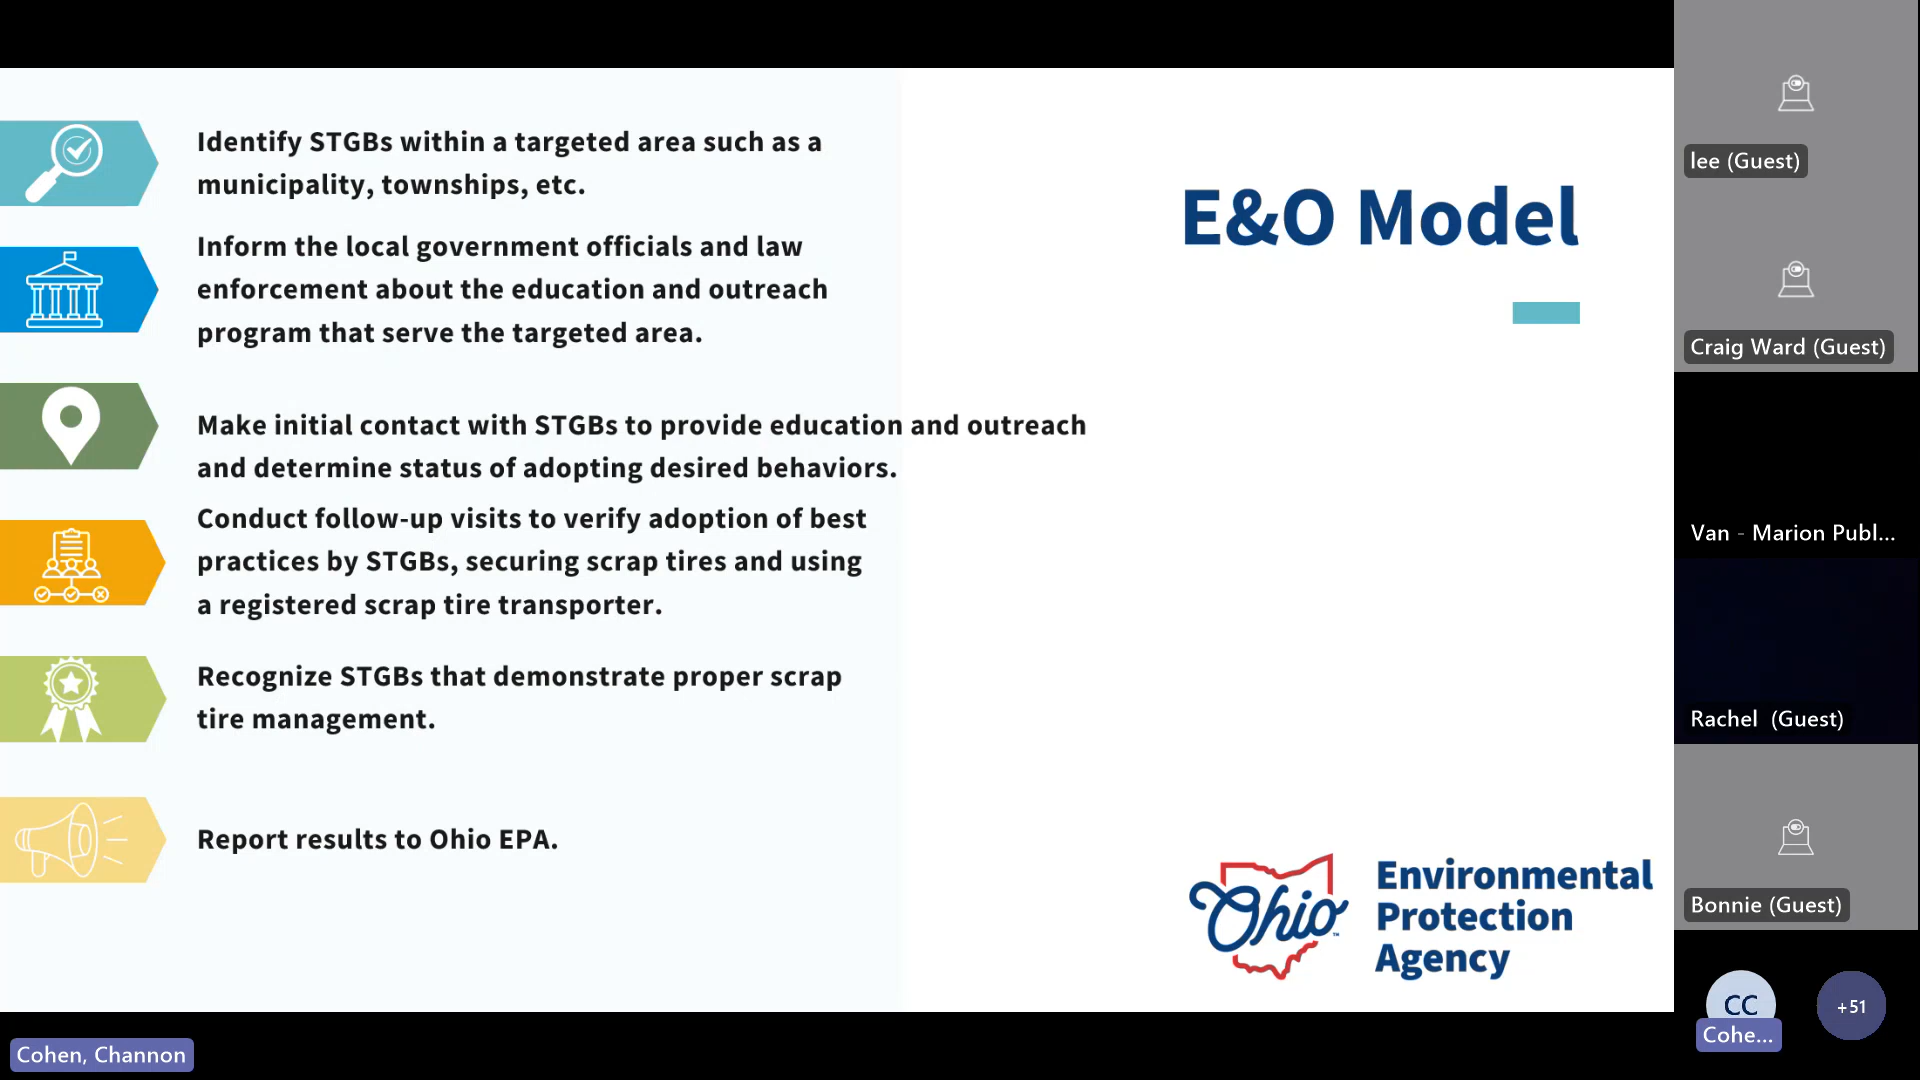 Identify STGBs within a targeted area such as a
municipality, townships, etc.
Inform the local government officials and law
enforcement about the education and outreach
program that serve the targeted area.
Make initial contact with STGBs to provide education and outreach
and determine status of adopting desired behaviors.
Conduct follow-up visits to verify adoption of best
practices by STGBs, securing scrap tires and using
a registered scrap tire transporter.
Recognize STGBs that demonstrate proper scrap
tire management.
Report results to Ohio EPA.
E&O Model
Ohio™
Environmental
Protection
Agency
lee (Guest)
Craig Ward (Guest)
Van - Marion Publ...
Rachel  (Guest)
Bonnie (Guest)
CC
Cohe...
+51
Cohen, Channon